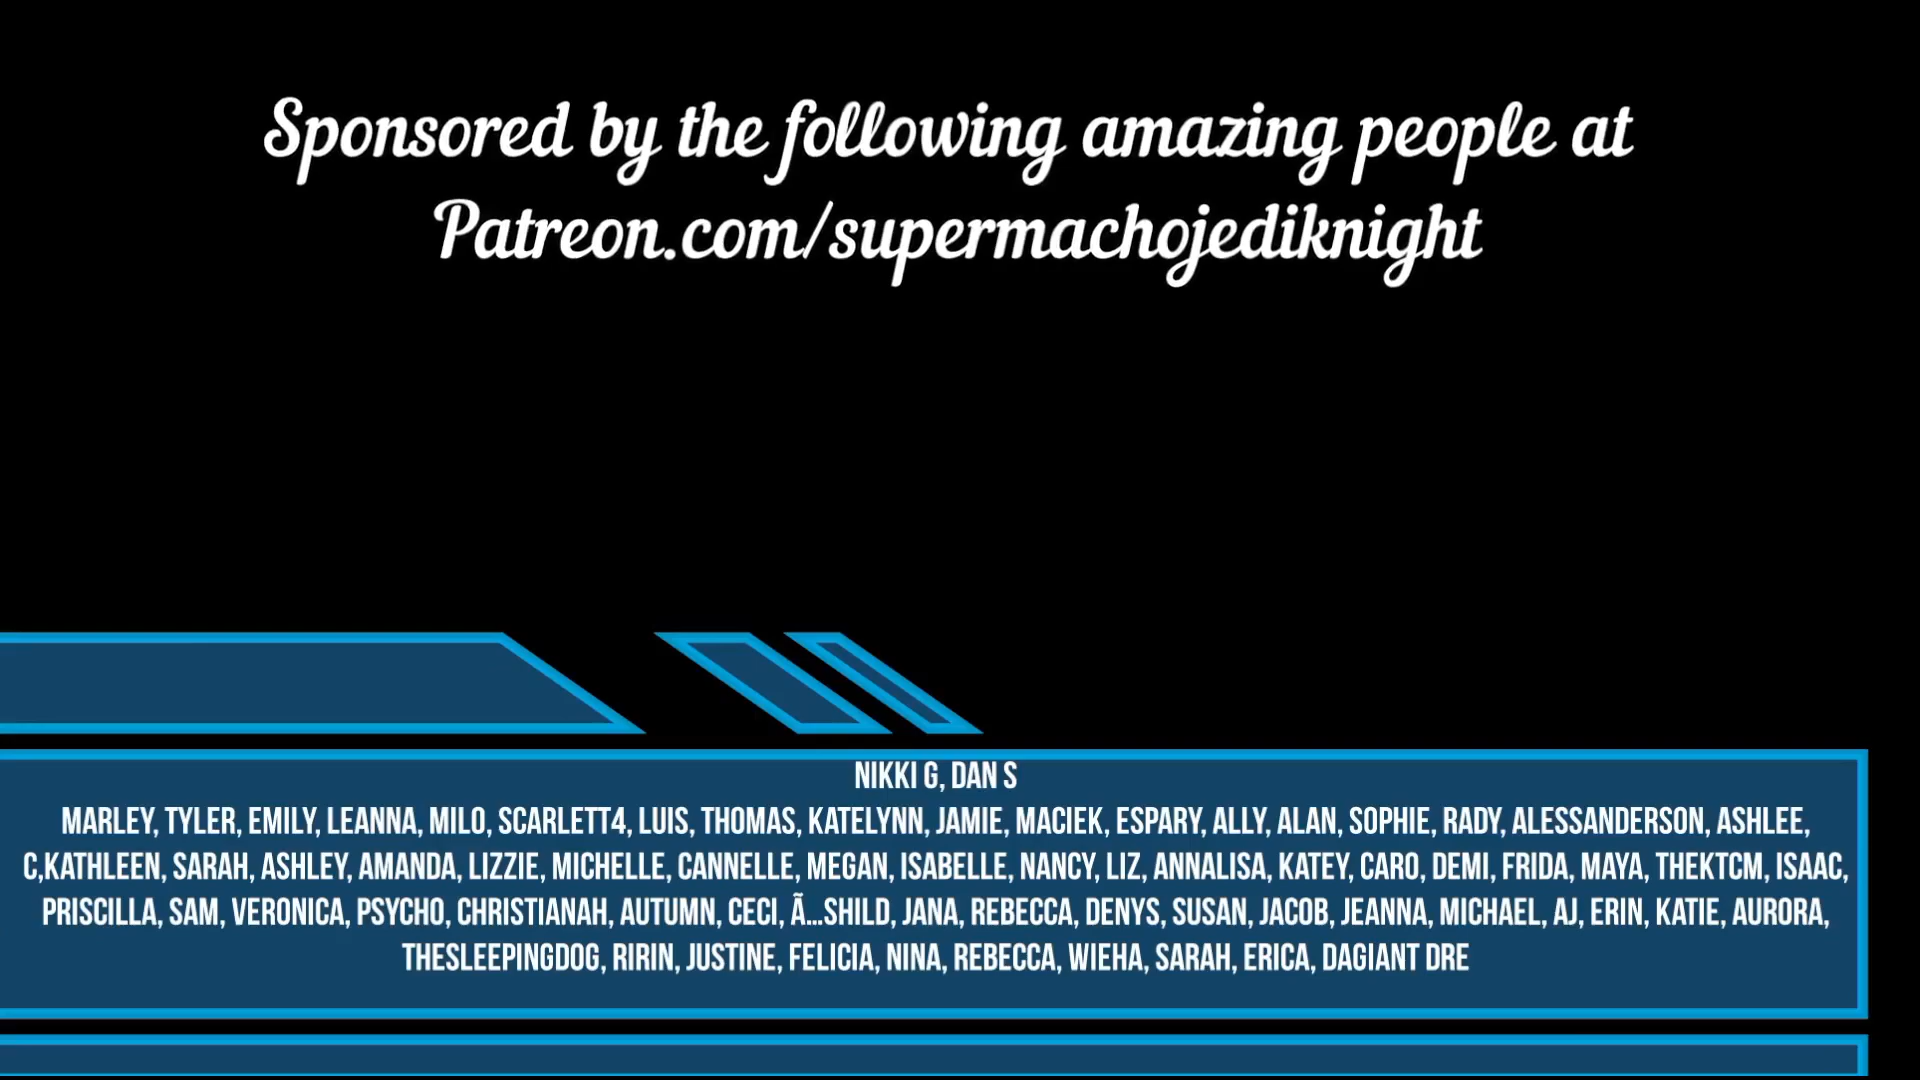 Sponsored by the following amazing people at
Patreon.com/supermachojediknight
NIKKI G, DAN S
MARLEY, TYLER, EMILY, LEANNA, MILO, SCARLETT4, LUIS, THOMAS, KATELYNN, JAMIE, MACIEK, ESPARY, ALLY, ALAN, SOPHIE, RADY, ALESSANDERSON, ASHLEE,
C,KATHLEEN, SARAH, ASHLEY, AMANDA, LIZZIE, MICHELLE, CANNELLE, MEGAN, ISABELLE, NANCY, LIZ, ANNALISA, KATEY, CARO, DEMI, FRIDA, MAYA, THEKTCM, ISAAC,
PRISCILLA, SAM, VERONICA, PSYCHO, CHRISTIANAH, AUTUMN, CECI, Ã...SHILD, JANA, REBECCA, DENYS, SUSAN, JACOB, JEANNA, MICHAEL, AJ, ERIN, KATIE, AURORA,
THESLEEPINGDOG, RIRIN, JUSTINE, FELICIA, NINA, REBECCA, WIEHA, SARAH, ERICA, DAGIANT DRE